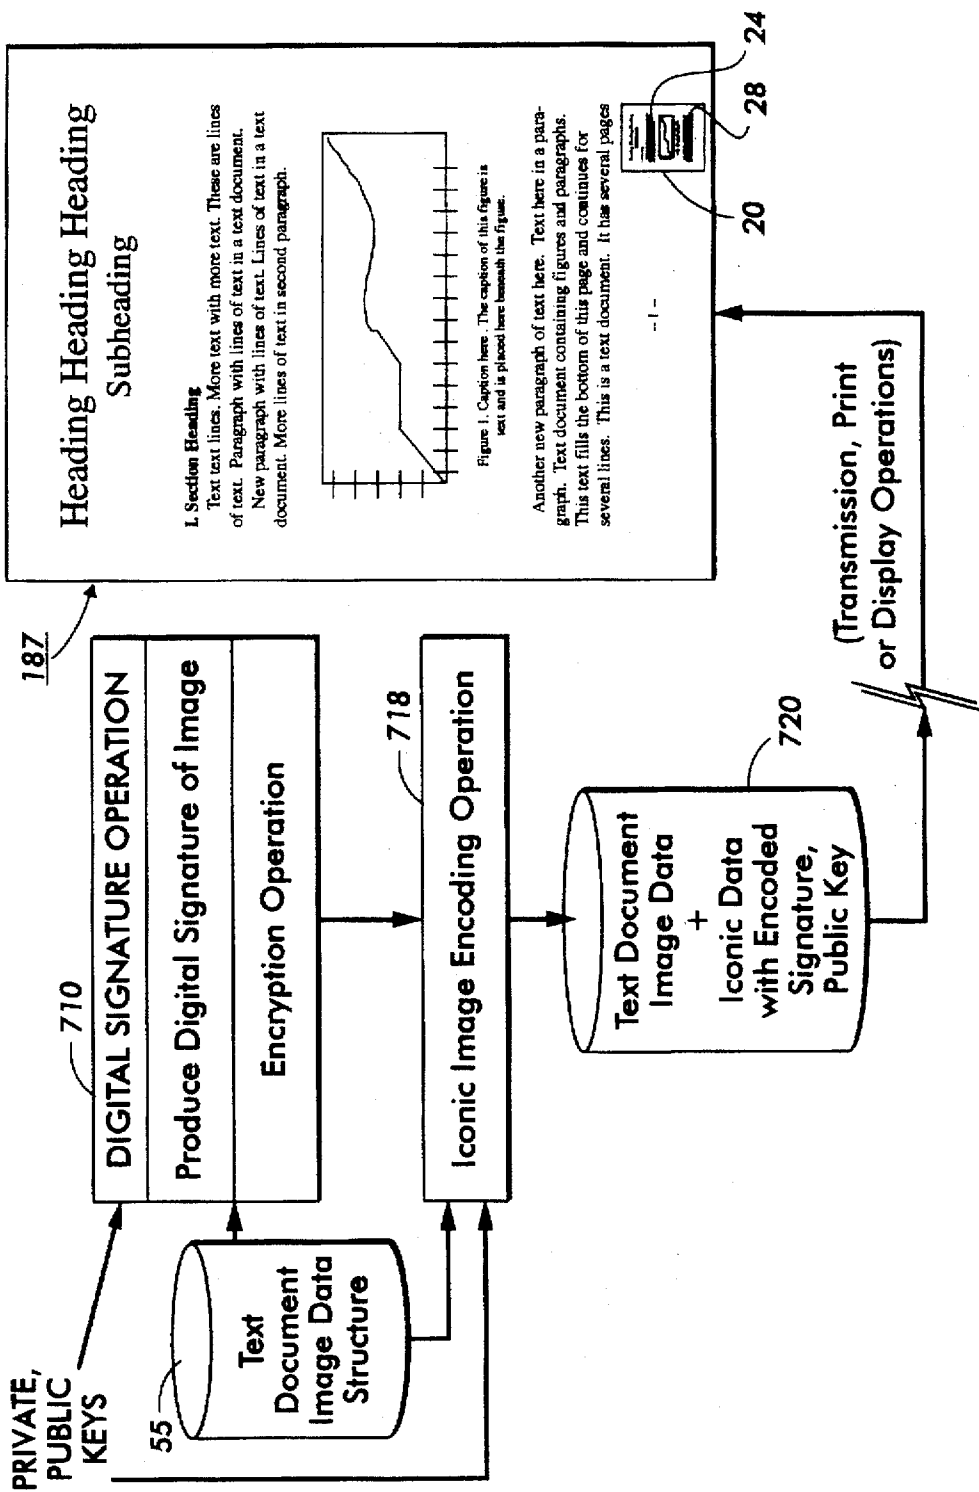 PRIVATE,
PUBLIC
KEYS
55
Text
Document
Image Data
Structure
710
DIGITAL SIGNATURE OPERATION
Produce Digital Signature of Image
Encryption Operation
718
Iconic Image Encoding Operation
720
Text Document
Image Data
+
Iconic Data
with Encoded
Signature,
Public Key
(Transmission, Print
or Display Operations)
187
Heading Heading Heading
Subheading
I. Section Heading
Text text lines. More text with more text. These are lines
of text. Paragraph with lines of text in a text document.
New paragraph with lines of text. Lines of text in a text
document. More lines of text in second paragraph.
Figure 1. Caption here . The caption of this figure is
text and is placed here beneath the figure.
Another new paragraph of text here. Text here in a para-
graph. Text document containing figures and paragraphs.
This text fills the bottom of this page and continues for
several lines. This is a text document. It has several pages
--1--
20
28
24